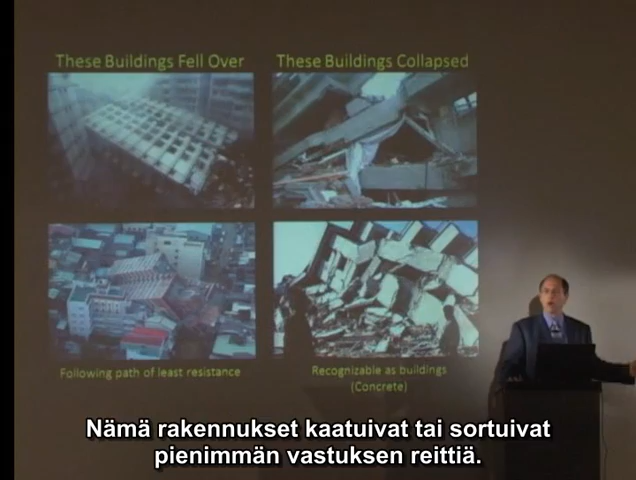 These Buildings Fell Over
These Buildings Collapsed
Following path of least resistance
Recognizable as buildings
(Concrete)
Nämä rakennukset kaatuivat tai sortuivat
pienimmän vastuksen reittiä.